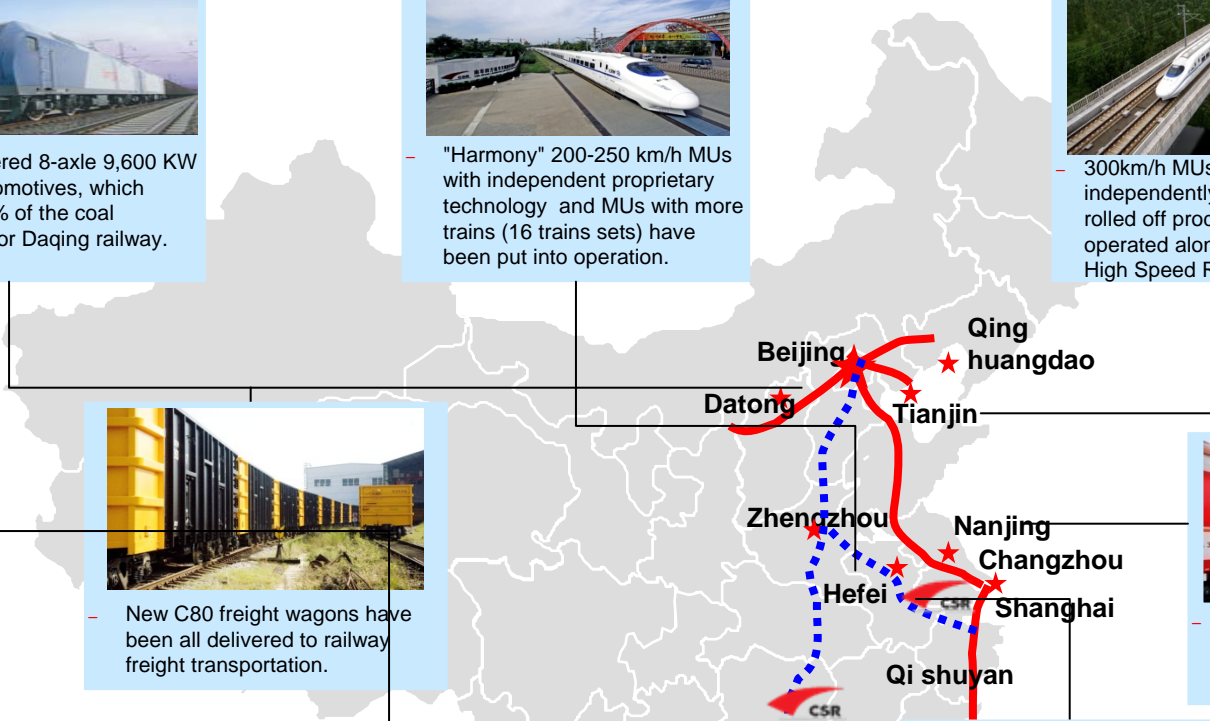 ered 8-axle 9,600 KW
omotives, which
% of the coal
or Daqing railway.
– "Harmony" 200-250 km/h MUs
with independent proprietary
technology and MUs with more
trains (16 trains sets) have
been put into operation.
– 300km/h MUs
independently
rolled off prod
operated alon
High Speed R
Qing
huangdao
Beijing
Datong
Tianjin
Zhengzhou
Nanjing
Changzhou
Hefei
CSR
Shanghai
Qi shuyan
CSR
– New C80 freight wagons have
been all delivered to railway
freight transportation.
–